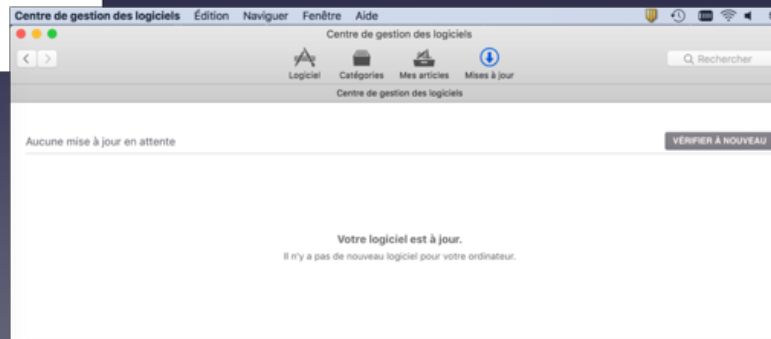 Centre de gestion des logiciels Édition Naviguer Fenêtre Aide
Centre de gestion des logiciels
Logiciel Catégories Mes articles Mises à jour
Rechercher
Centre de gestion des logiciels
Aucune mise à jour en attente
VÉRIFIER À NOUVEAU
Votre logiciel est à jour.
Il n'y a pas de nouveau logiciel pour votre ordinateur.